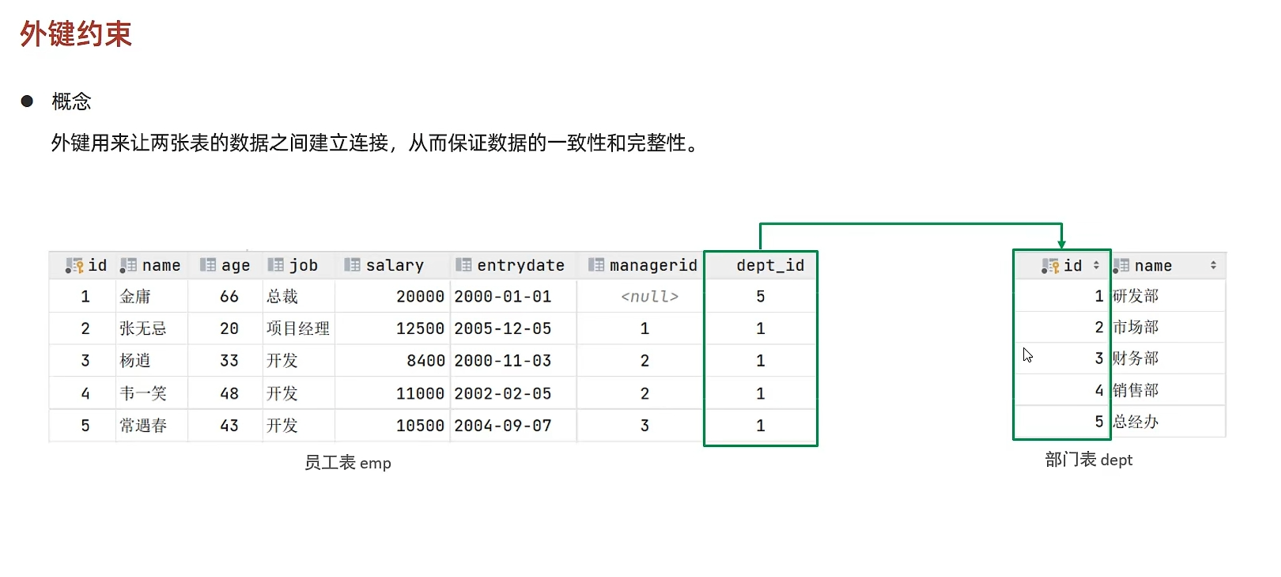 外键约束
● 概念
外键用来让两张表的数据之间建立连接，从而保证数据的一致性和完整性。
id name age job salary entrydate managerid dept_id
1 金庸 66 总裁 20000 2000-01-01 <null> 5
2 张无忌 20 项目经理 12500 2005-12-05 1 1
3 杨逍 33 开发 8400 2000-11-03 2 1
4 韦一笑 48 开发 11000 2002-02-05 2 1
5 常遇春 43 开发 10500 2004-09-07 3 1
员工表 emp
id name
1 研发部
2 市场部
3 财务部
4 销售部
5 总经办
部门表 dept